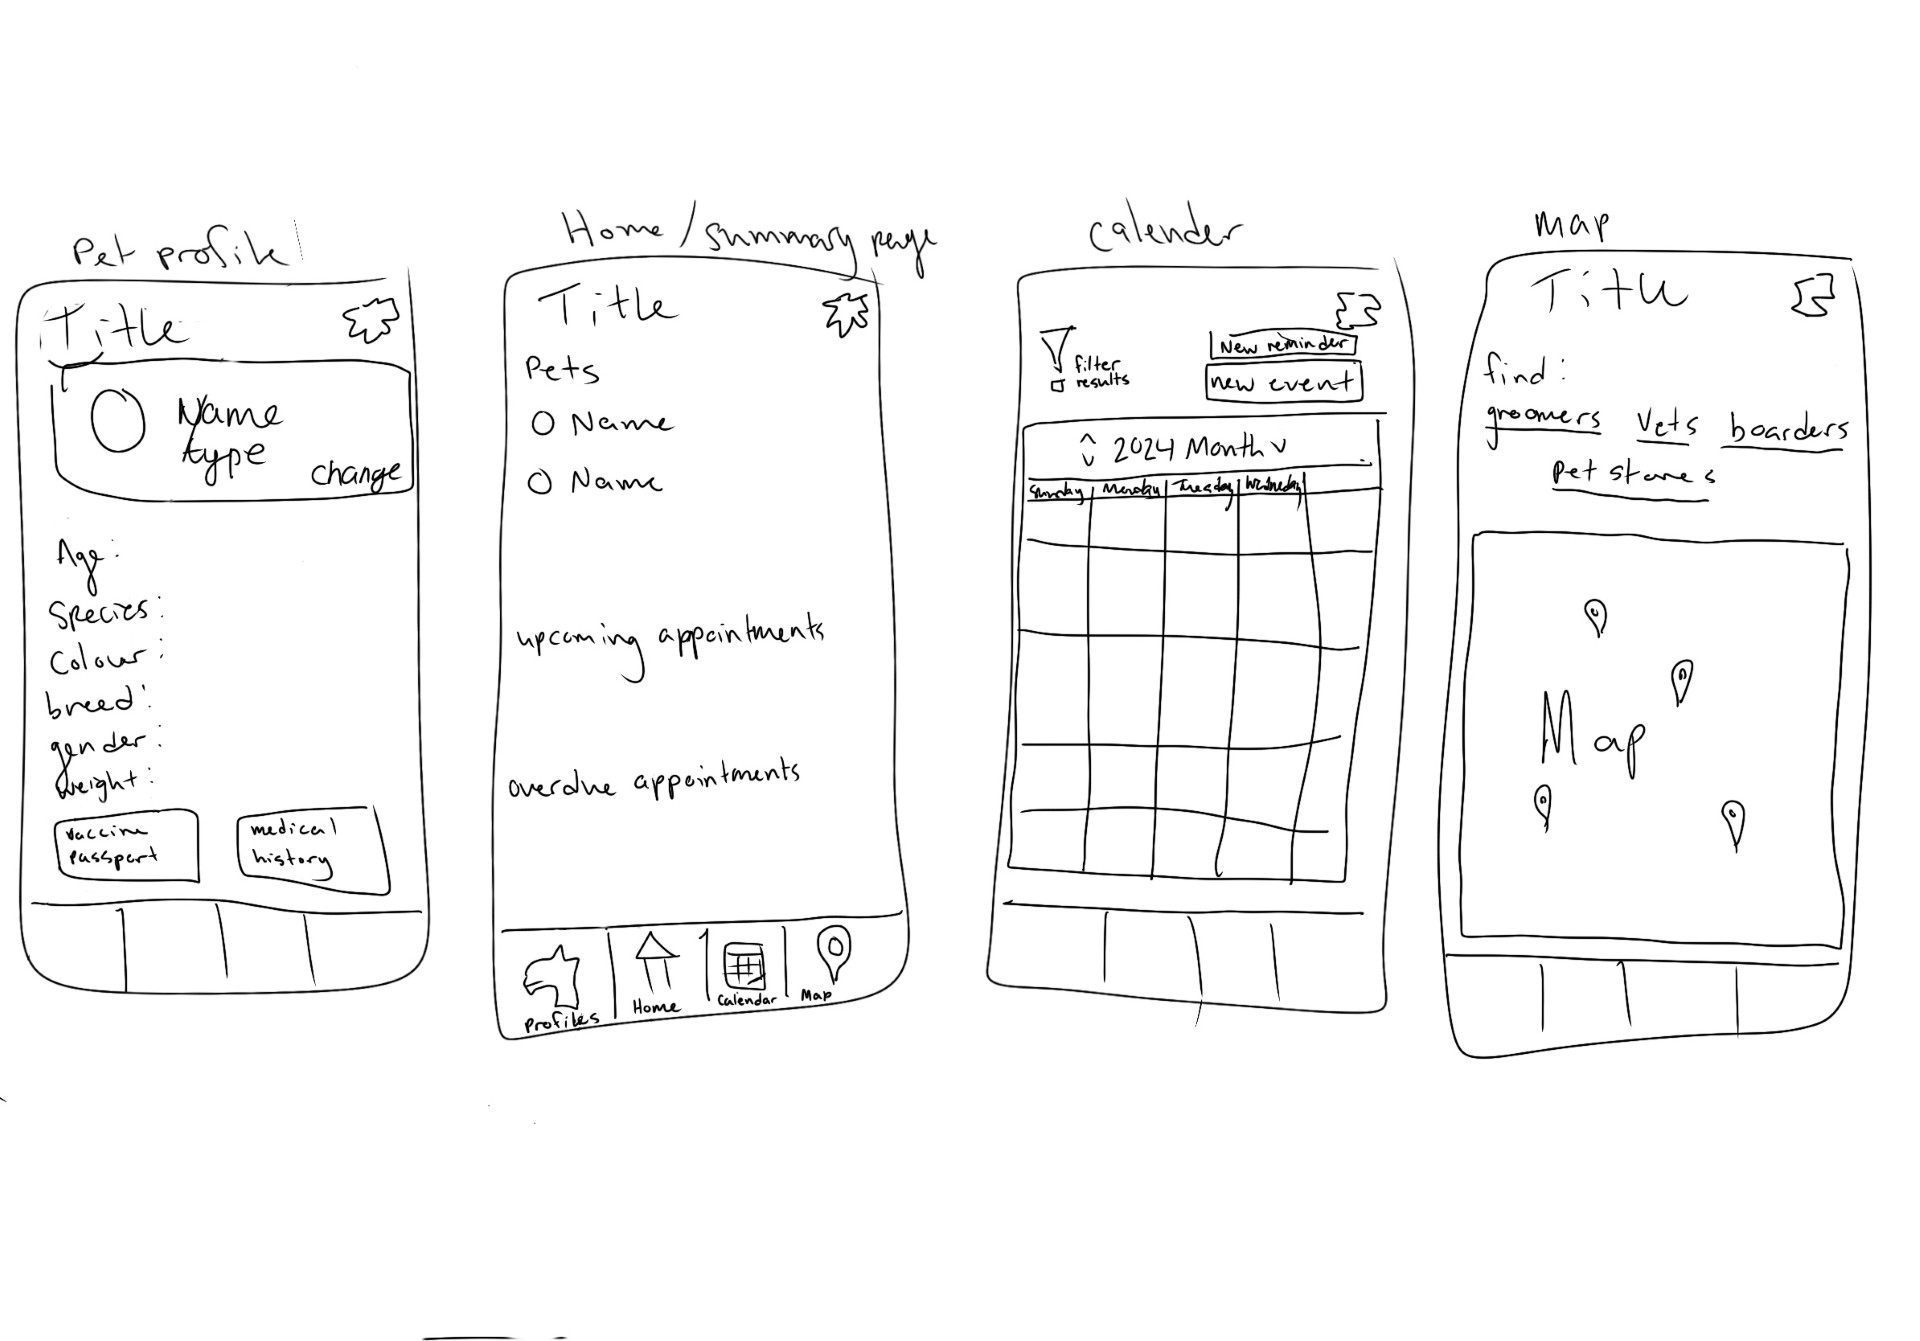 Pet profile
Title
Name
type
change
Age:
Species:
Colour:
breed:
gender:
weight:
vaccine
passport
medical
history
Home / summary page
Title
Pets
Name
Name
upcoming appointments
overdue appointments
Profiles
Home
Calendar
Map
calender
New reminder
filter
results
new event
2024 Month
Sunday
Monday
Tuesday
Wednesday
map
Title
find:
groomers vets boarders
pet stores
Map